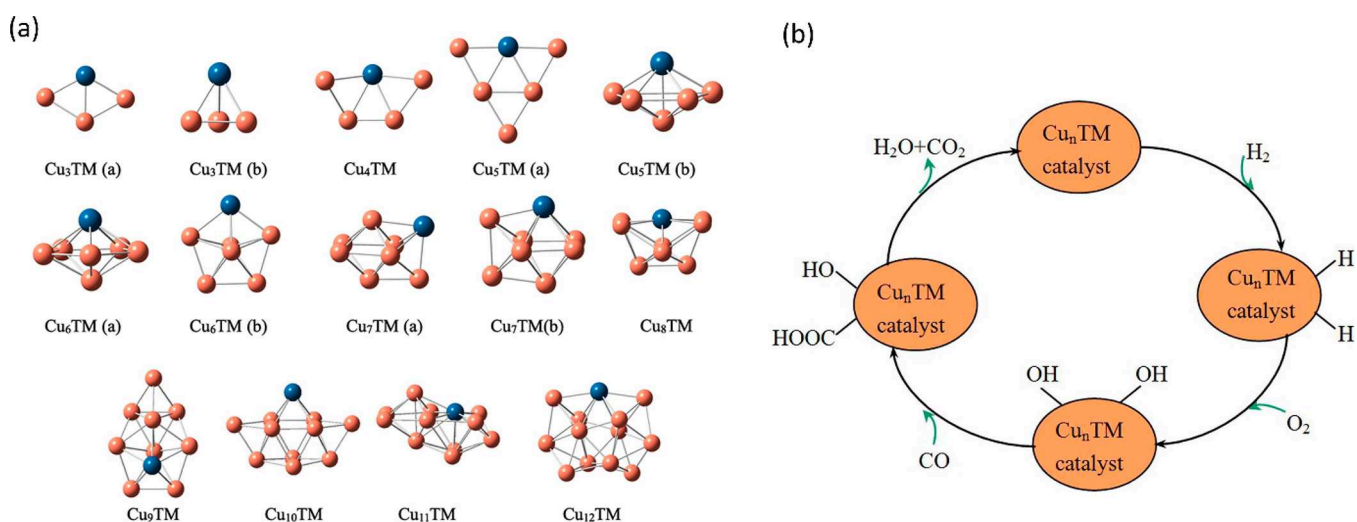 (a)
Cu₃TM (a) Cu₃TM (b) Cu₄TM Cu₅TM (a) Cu₅TM (b)
Cu₆TM (a) Cu₆TM (b) Cu₇TM (a) Cu₇TM(b) Cu₈TM
Cu₉TM Cu₁₀TM Cu₁₁TM Cu₁₂TM
(b)
CuₙTM
catalyst
H₂
H
H
CuₙTM
catalyst
O₂
OH OH
CuₙTM
catalyst
CO
HO
HOOC
CuₙTM
catalyst
H₂O+CO₂